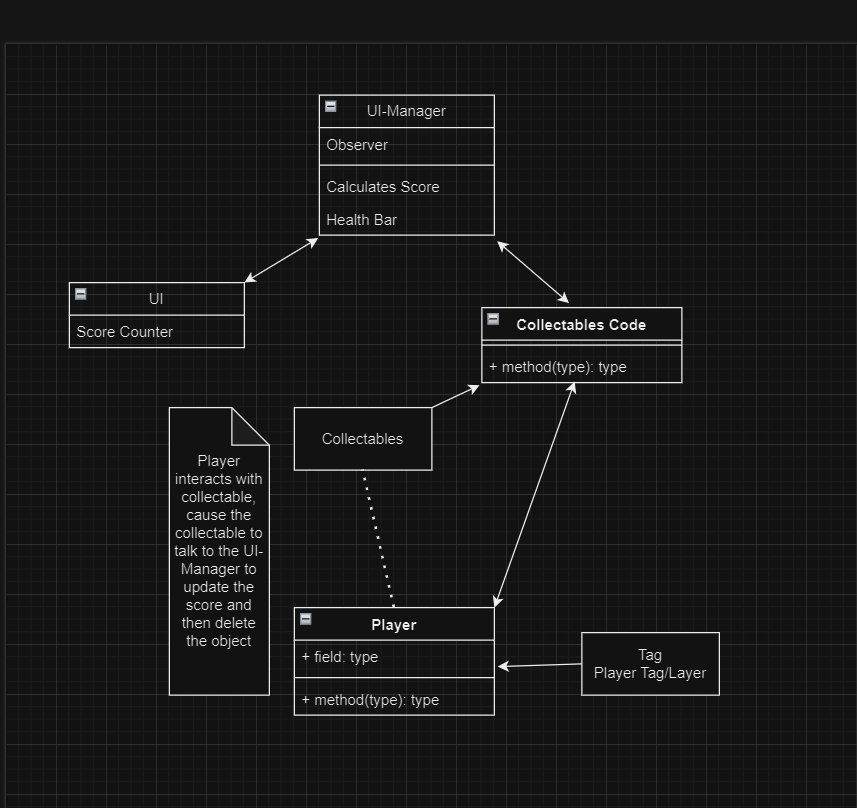 UI-Manager
Observer
Calculates Score
Health Bar
UI
Score Counter
Collectables Code
+ method(type): type
Collectables
Player
interacts with
collectable,
cause the
collectable to
talk to the UI-
Manager to
update the
score and
then delete
the object
Player
+ field: type
+ method(type): type
Tag
Player Tag/Layer